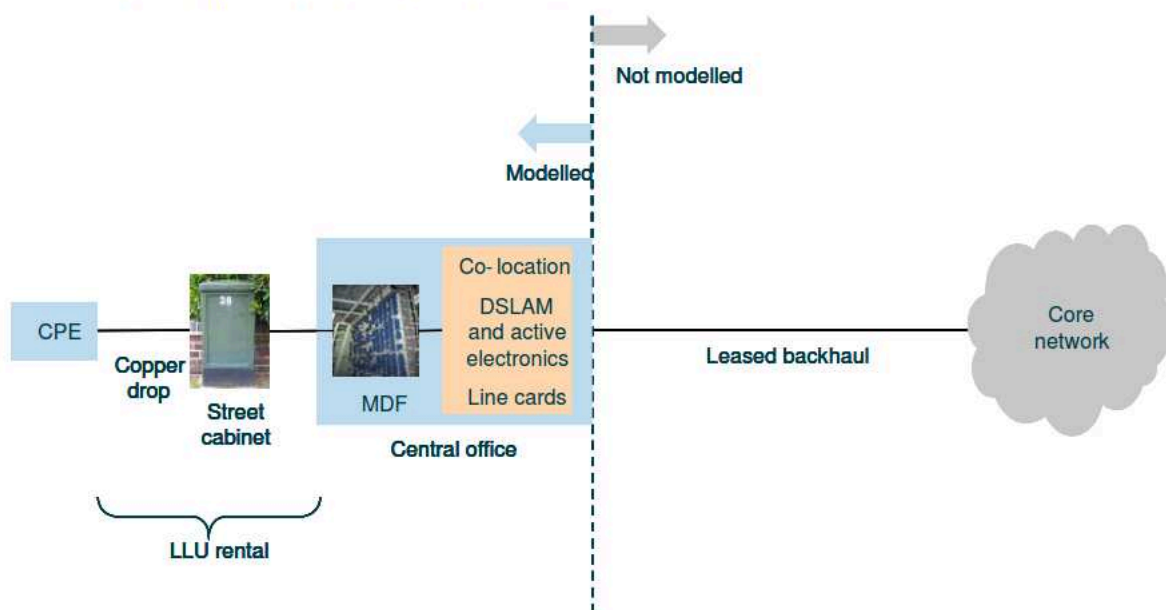 Not modelled
Modelled
CPE
Copper
drop
38
Street
cabinet
MDF
Co- location
DSLAM
and active
electronics
Line cards
Central office
Leased backhaul
Core
network
LLU rental